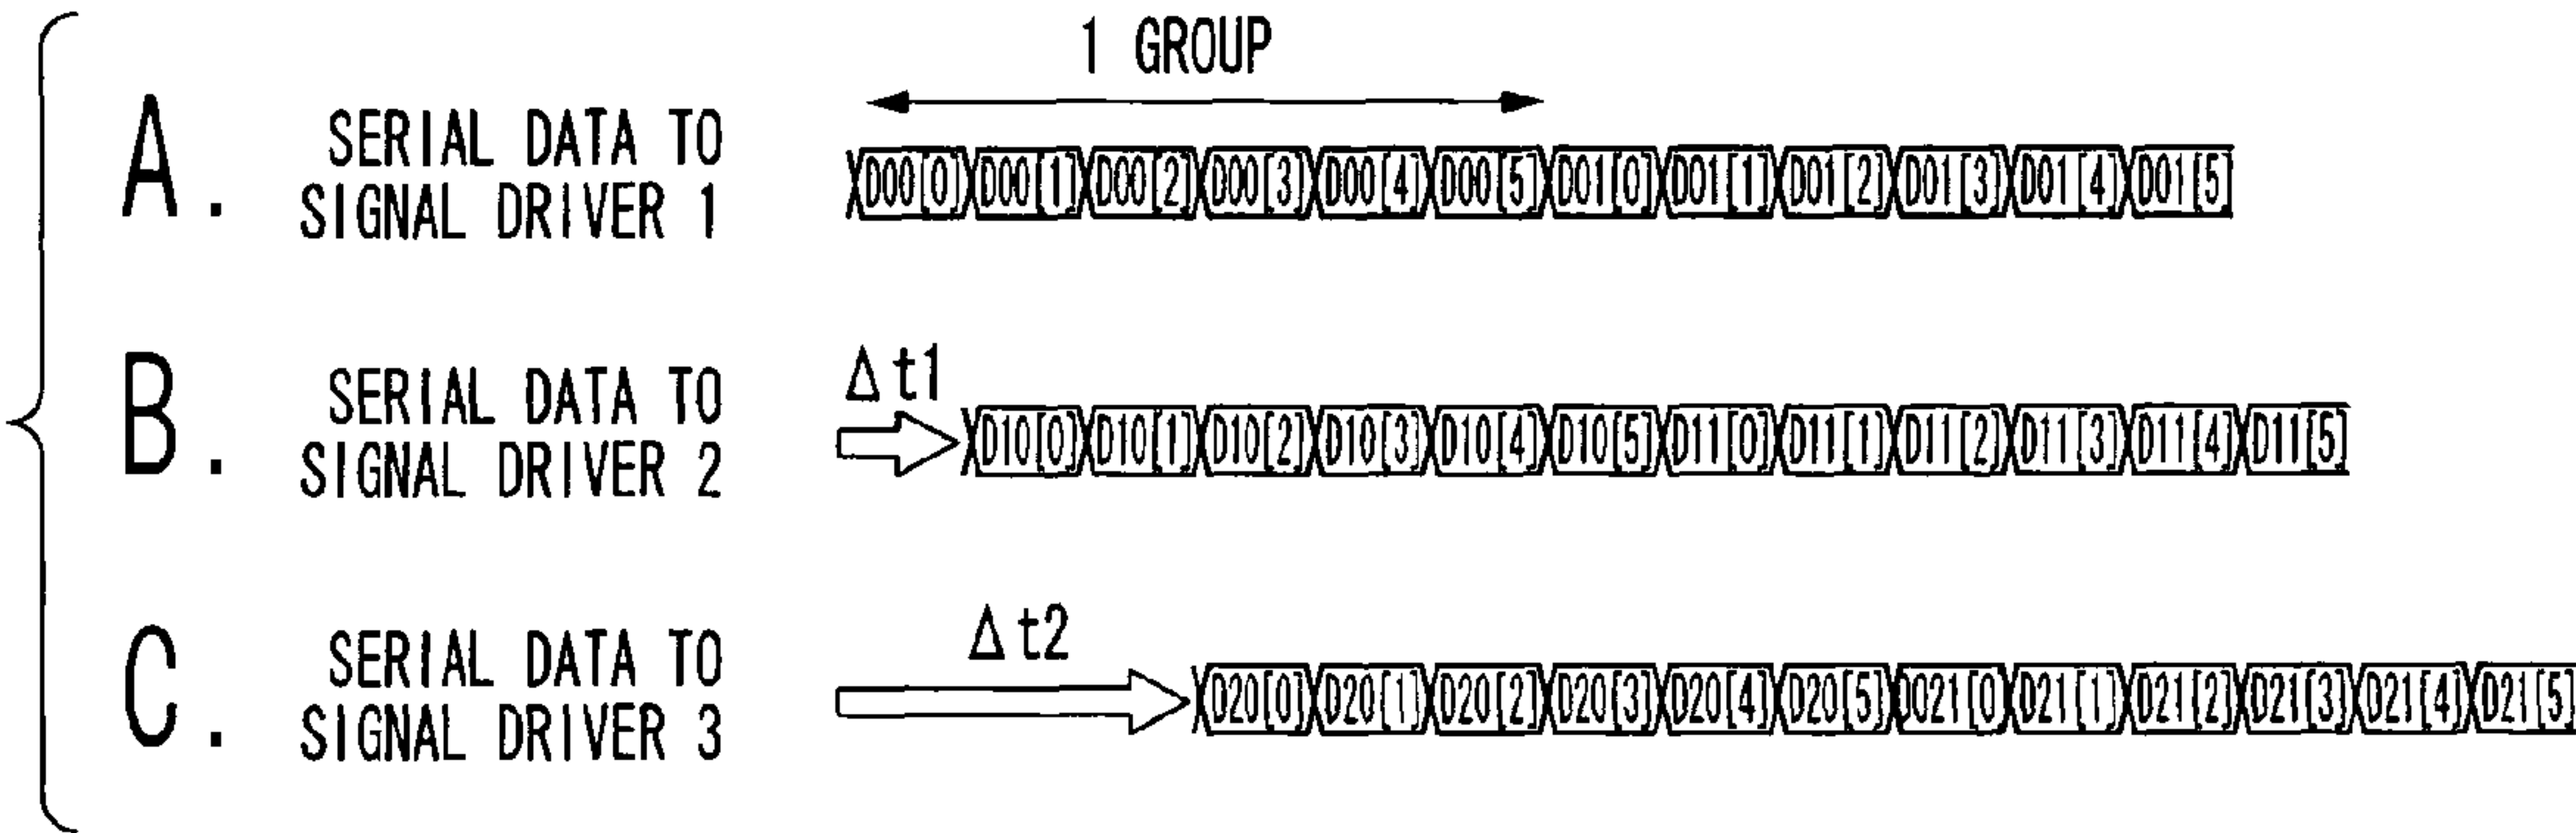 1 GROUP
A. SERIAL DATA TO
SIGNAL DRIVER 1
D00[0] D00[1] D00[2] D00[3] D00[4] D00[5] D01[0] D01[1] D01[2] D01[3] D01[4] D01[5]
Δt1
B. SERIAL DATA TO
SIGNAL DRIVER 2
D10[0] D10[1] D10[2] D10[3] D10[4] D10[5] D11[0] D11[1] D11[2] D11[3] D11[4] D11[5]
Δt2
C. SERIAL DATA TO
SIGNAL DRIVER 3
D20[0] D20[1] D20[2] D20[3] D20[4] D20[5] D021[0 D21[1] D21[2] D21[3] D21[4] D21[5]